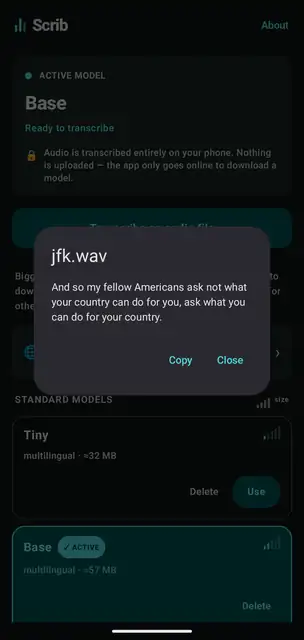 Scrib
About
ACTIVE MODEL
Base
Ready to transcribe
Audio is transcribed entirely on your phone. Nothing
is uploaded — the app only goes online to download a
model.
jfk.wav
And so my fellow Americans ask not what
your country can do for you, ask what you
can do for your country.
Copy
Close
STANDARD MODELS
size
Tiny
multilingual · ≈32 MB
Delete
Use
Base
✓ ACTIVE
multilingual · ≈57 MB
Delete